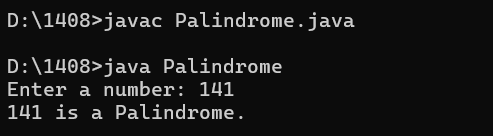 D:\1408>javac Palindrome.java
D:\1408>java Palindrome
Enter a number: 141
141 is a Palindrome.